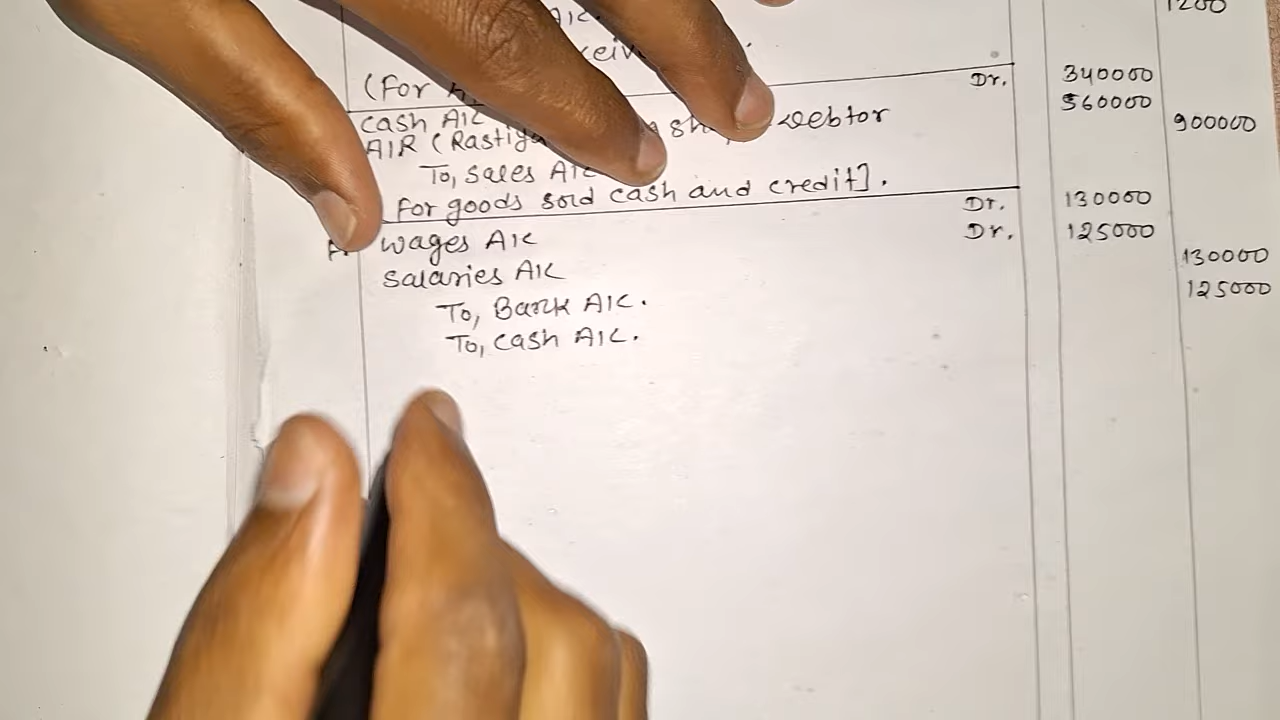 A/C.
1200
(For
Dr. 340000
Cash A/C 560000
A/R (Rastiya debtor 900000
To, Sales A/C
[For goods sold cash and credit].
Wages A/C Dr. 130000
Salaries A/C Dr. 125000
To, Bank A/C. 130000
To, Cash A/C. 125000